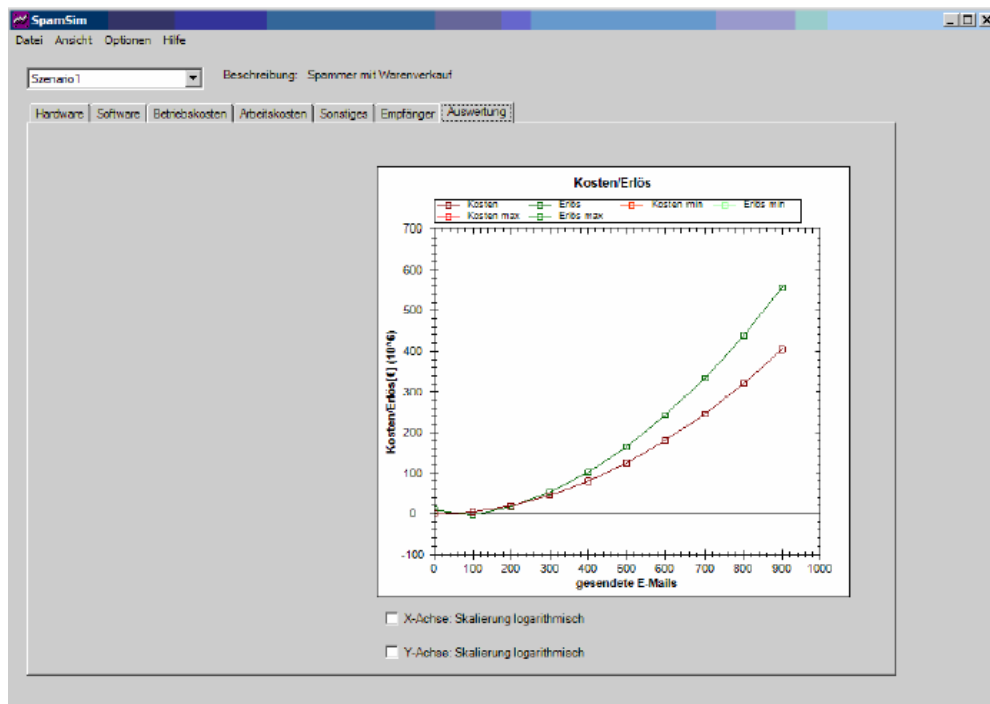 SpamSim
Datei Ansicht Optionen Hilfe
Szenario1 Beschreibung: Spammer mit Warenverkauf
Hardware Software Betriebskosten Arbeitskosten Sonstiges Empfänger Auswertung
Kosten/Erlös
Kosten Erlös Kosten min Erlös min
Kosten max Erlös max
700
600
500
400
300
200
100
0
-100
Kosten/Erlös[€] (10^6)
0 100 200 300 400 500 600 700 800 900 1000
gesendete E-Mails
X-Achse: Skalierung logarithmisch
Y-Achse: Skalierung logarithmisch